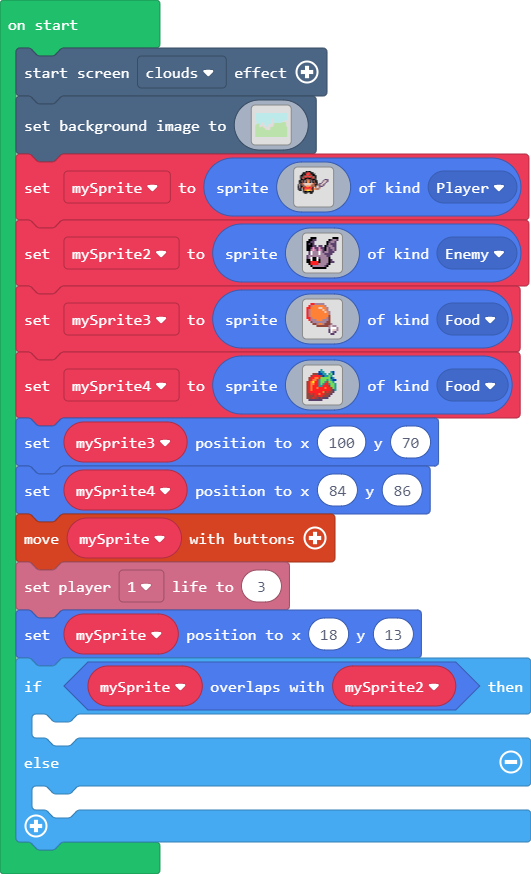 on start
start screen clouds effect
set background image to
set mySprite to sprite of kind Player
set mySprite2 to sprite of kind Enemy
set mySprite3 to sprite of kind Food
set mySprite4 to sprite of kind Food
set mySprite3 position to x 100 y 70
set mySprite4 position to x 84 y 86
move mySprite with buttons
set player 1 life to 3
set mySprite position to x 18 y 13
if mySprite overlaps with mySprite2 then
else